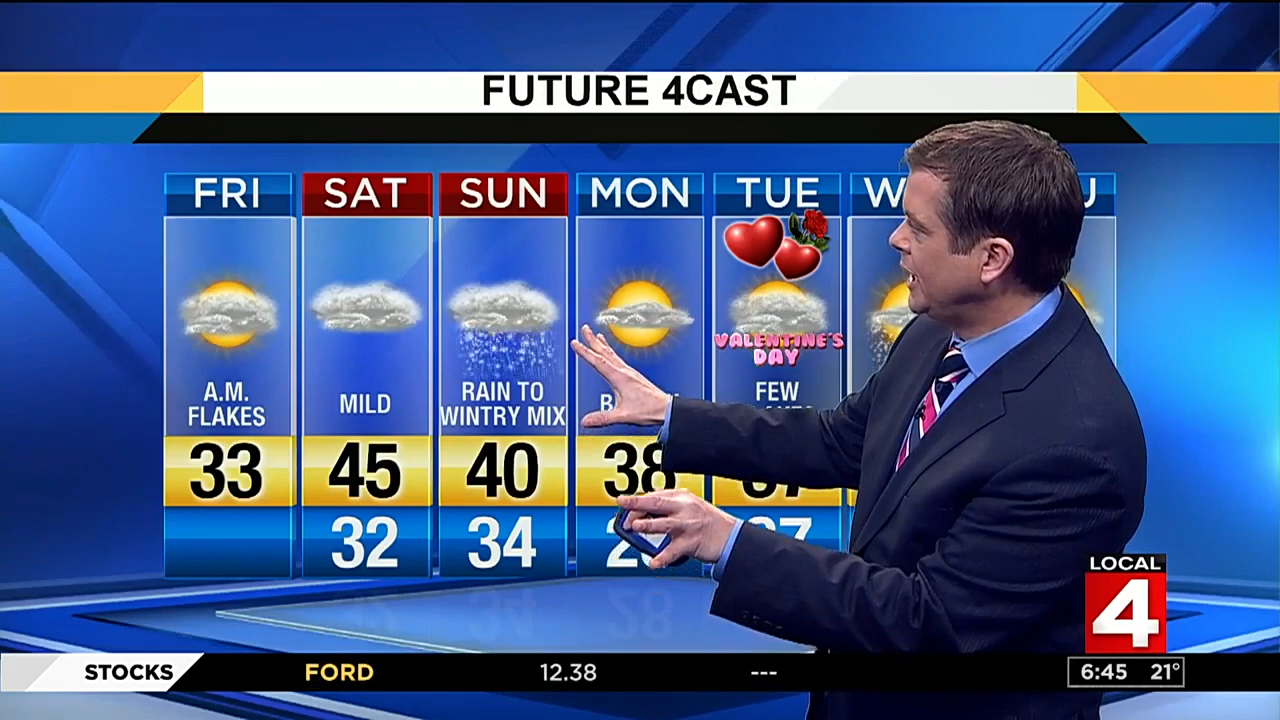 FUTURE 4CAST
FRI
SAT
SUN
MON
TUE
VALENTINE'S
DAY
A.M.
FLAKES
MILD
RAIN TO
WINTRY MIX
FEW
33
45
40
38
32
34
LOCAL
4
STOCKS
FORD
12.38
---
6:45
21°